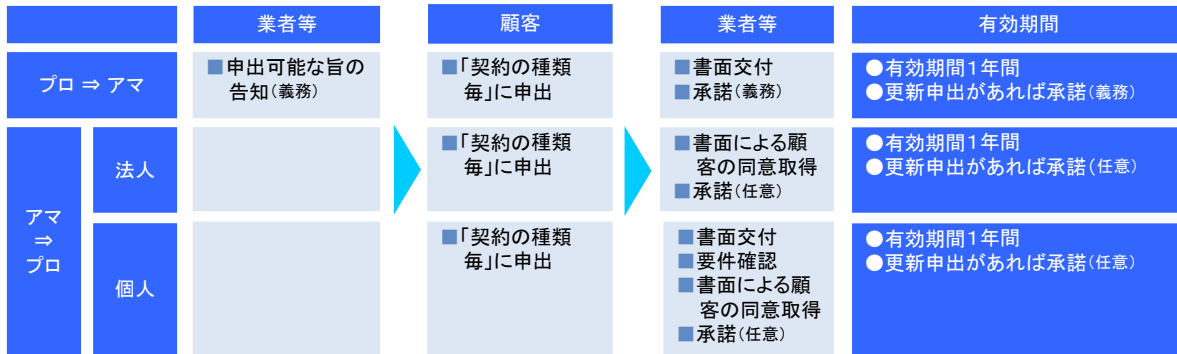 業者等
顧客
業者等
有効期間
プロ ⇒ アマ
■申出可能な旨の
告知(義務)
■「契約の種類
毎」に申出
■書面交付
■承諾(義務)
●有効期間1年間
●更新申出があれば承諾(義務)
アマ
⇒
プロ
法人
■「契約の種類
毎」に申出
■書面による顧
客の同意取得
■承諾(任意)
●有効期間1年間
●更新申出があれば承諾(任意)
個人
■「契約の種類
毎」に申出
■書面交付
■要件確認
■書面による顧
客の同意取得
■承諾(任意)
●有効期間1年間
●更新申出があれば承諾(任意)